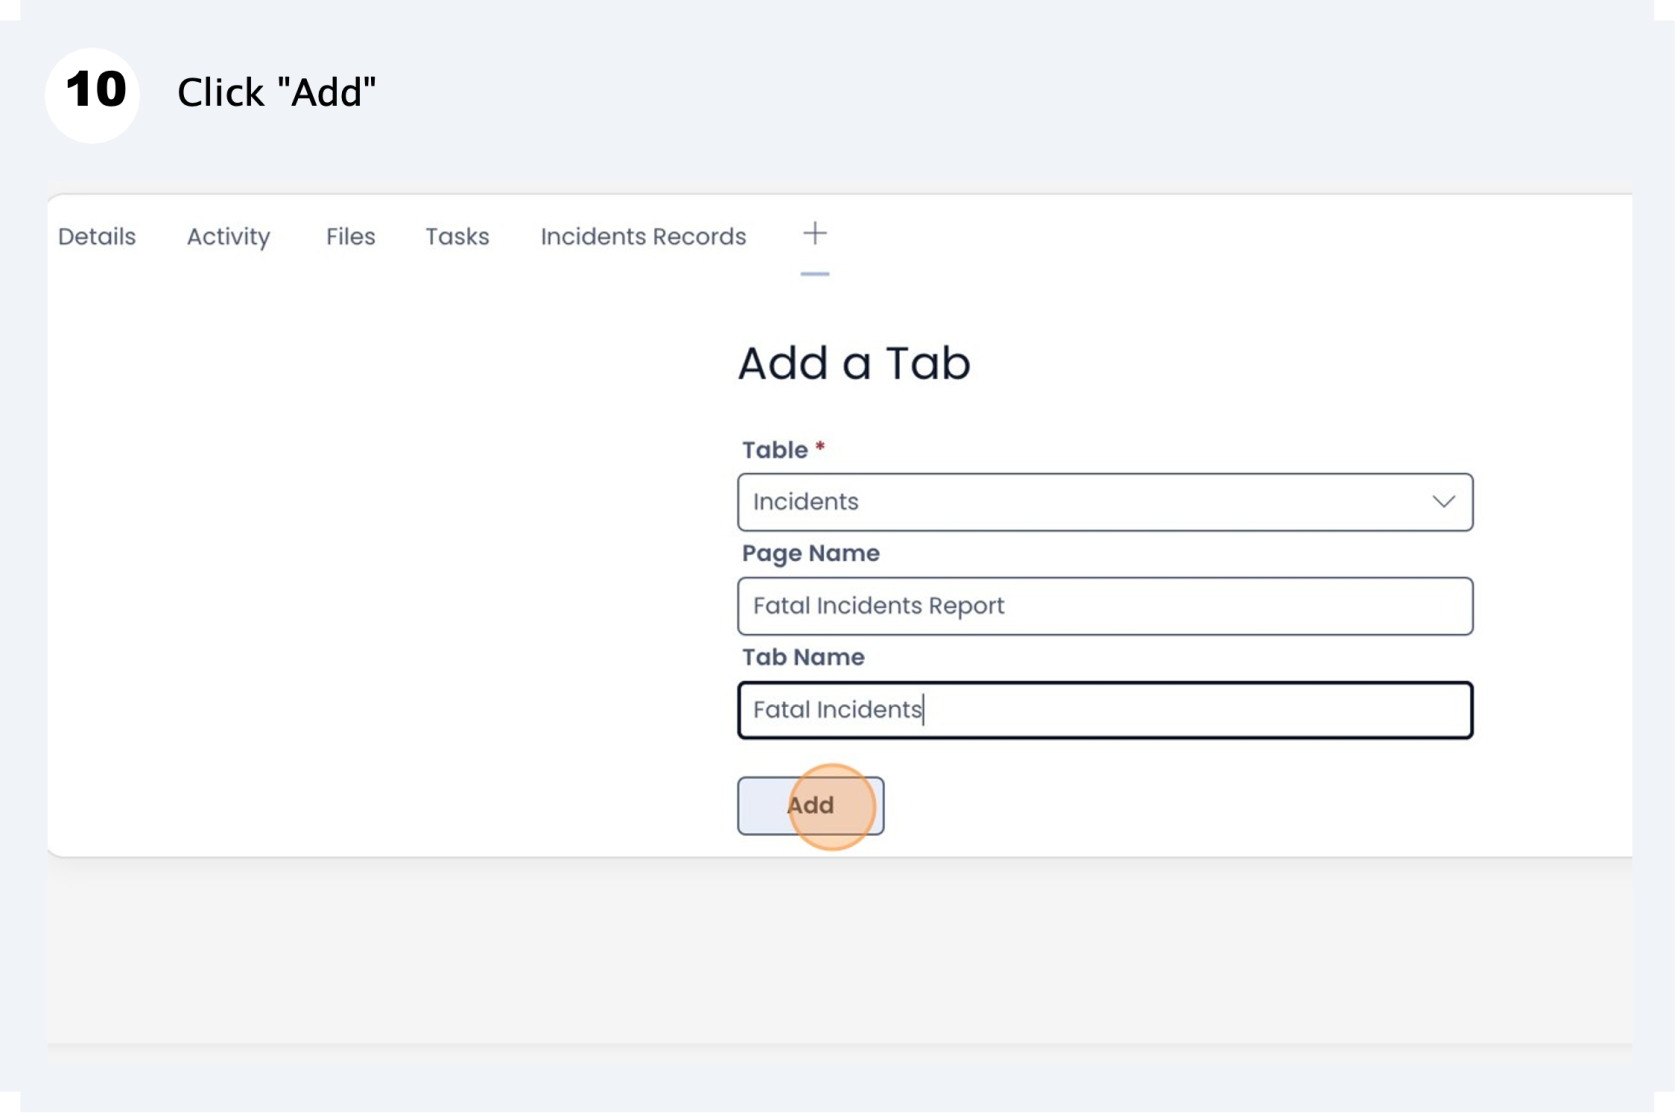 10 Click "Add"
Details Activity Files Tasks Incidents Records +
Add a Tab
Table *
Incidents
Page Name
Fatal Incidents Report
Tab Name
Fatal Incidents
Add